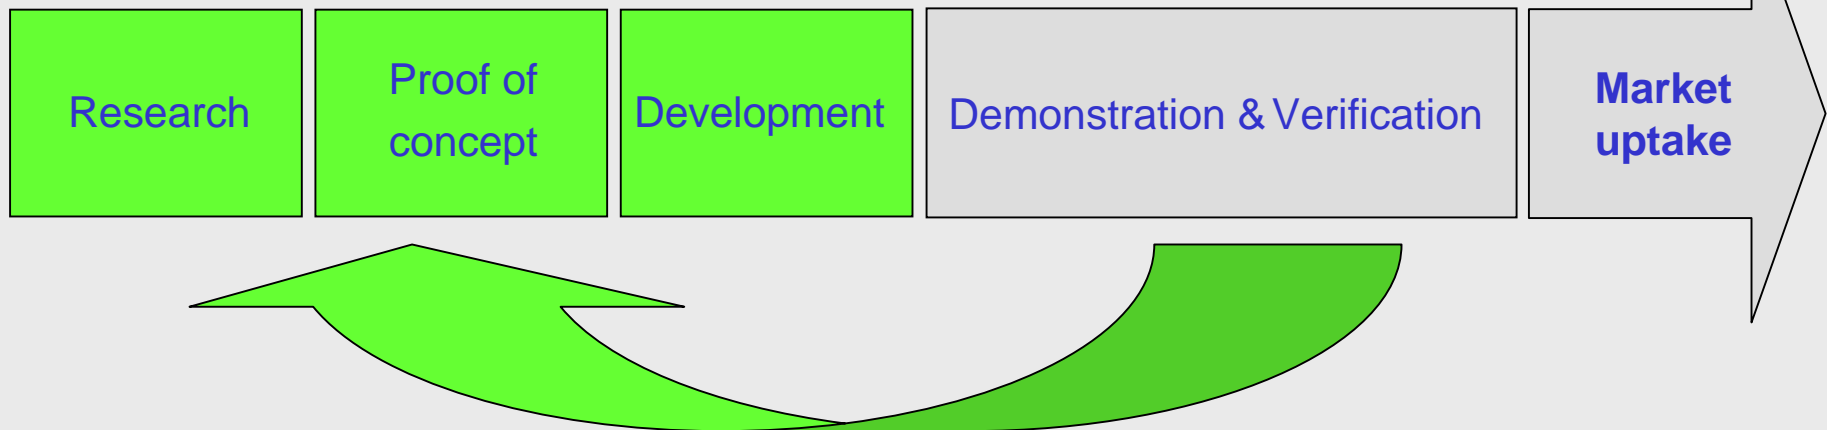 Research
Proof of
concept
Development
Demonstration & Verification
Market
uptake